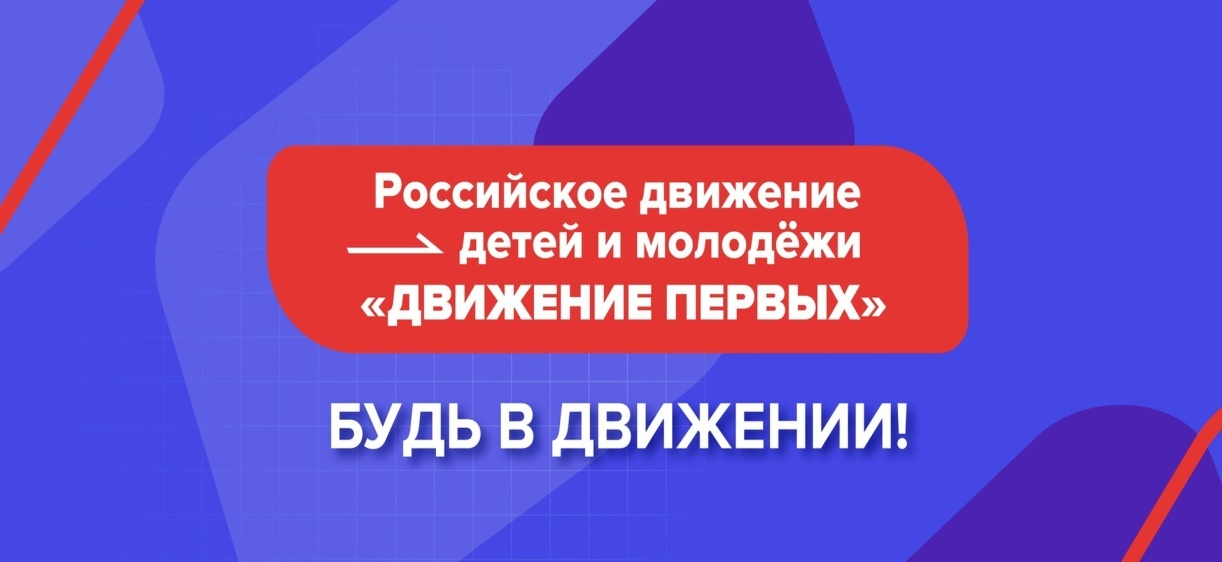 Российское движение
детей и молодёжи
«ДВИЖЕНИЕ ПЕРВЫХ»
БУДЬ В ДВИЖЕНИИ!